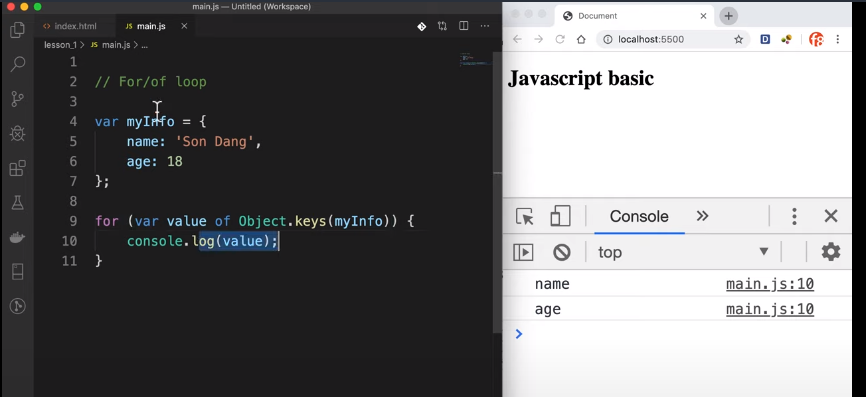 main.js — Untitled (Workspace)
index.html
JS main.js
lesson_1 > JS main.js > ...
1
2 // For/of loop
3
4 var myInfo = {
5 name: 'Son Dang',
6 age: 18
7 };
8
9 for (var value of Object.keys(myInfo)) {
10 console.log(value);
11 }
Document
localhost:5500
Javascript basic
Console
top
name main.js:10
age main.js:10